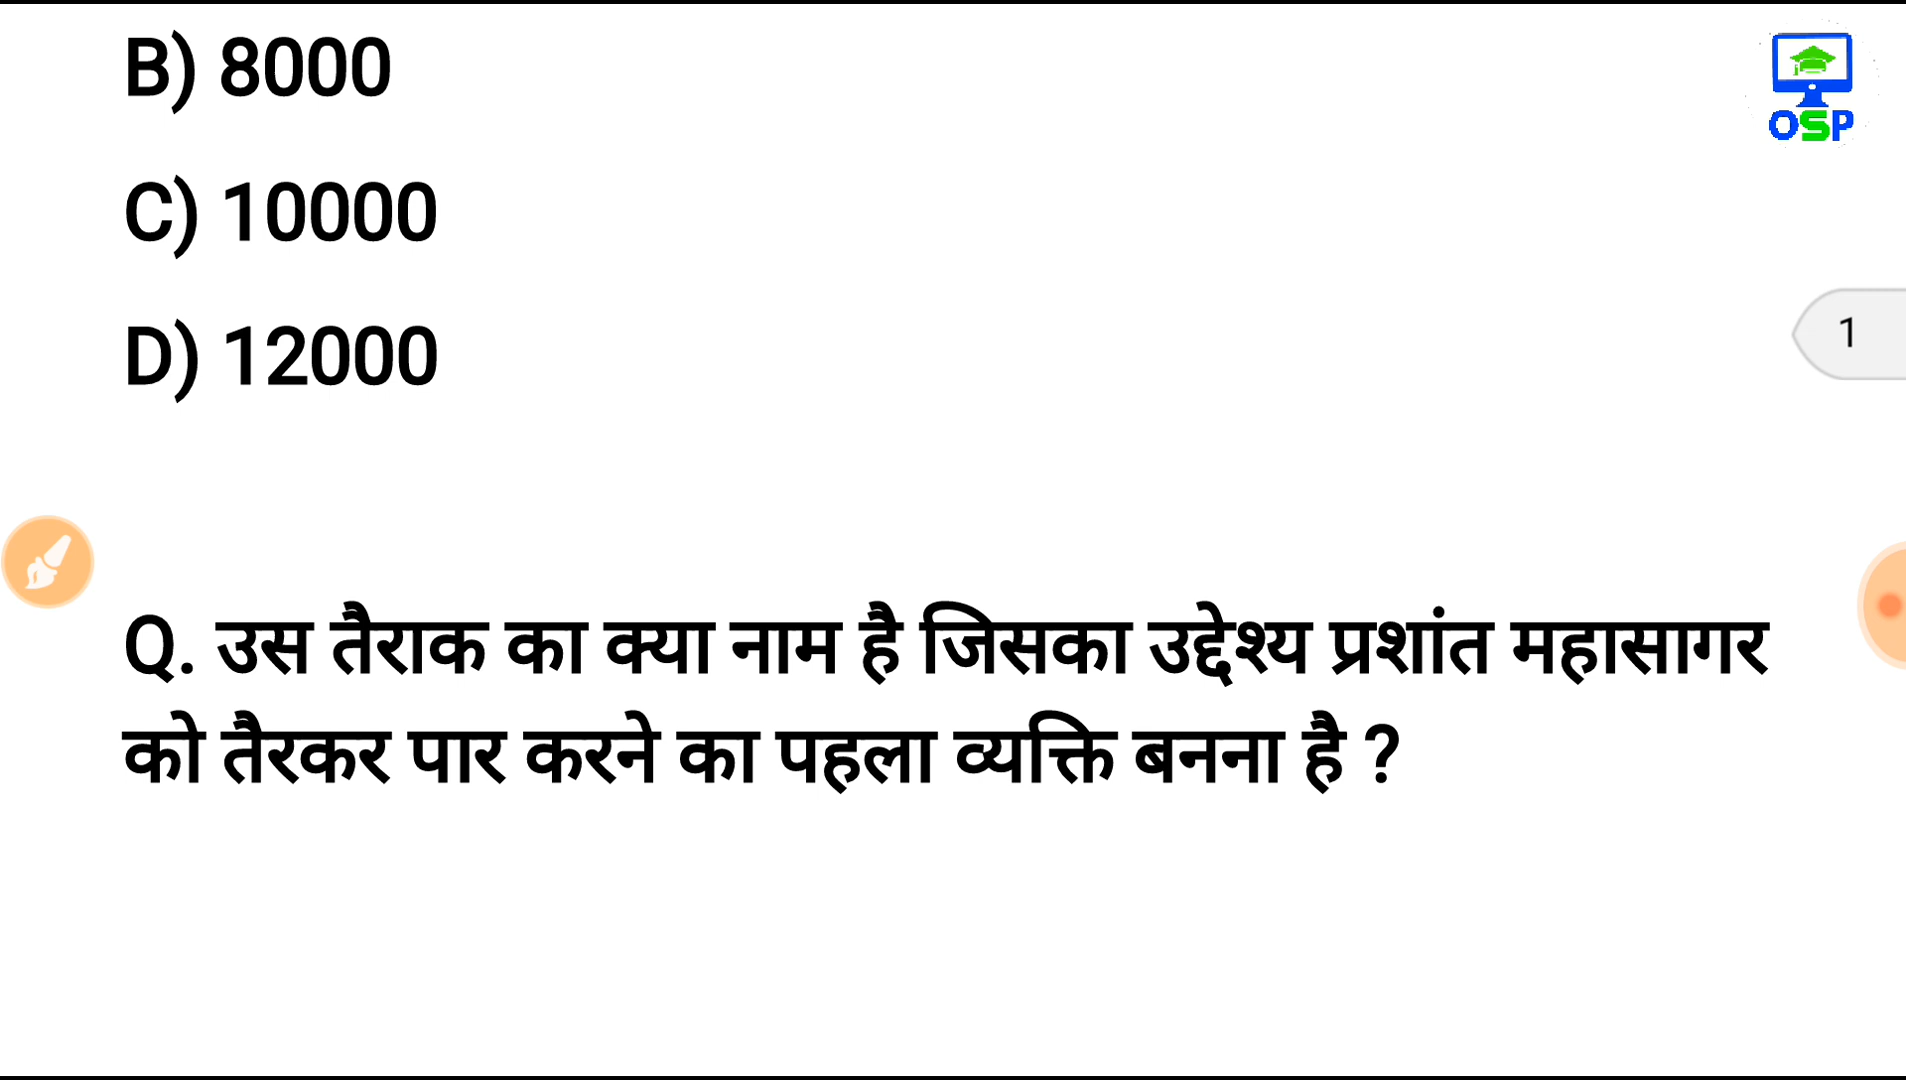 B) 8000
OSP
C) 10000
1
D) 12000
Q. उस तैराक का क्या नाम है जिसका उद्देश्य प्रशांत महासागर
को तैरकर पार करने का पहला व्यक्ति बनना है ?